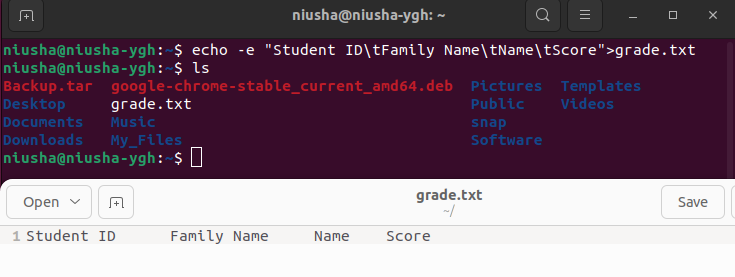 niusha@niusha-ygh: ~
niusha@niusha-ygh:~$ echo -e "Student ID\tFamily Name\tName\tScore">grade.txt
niusha@niusha-ygh:~$ ls
Backup.tar google-chrome-stable_current_amd64.deb Pictures Templates
Desktop grade.txt Public Videos
Documents Music snap
Downloads My_Files Software
niusha@niusha-ygh:~$
Open grade.txt Save
~/
1 Student ID Family Name Name Score